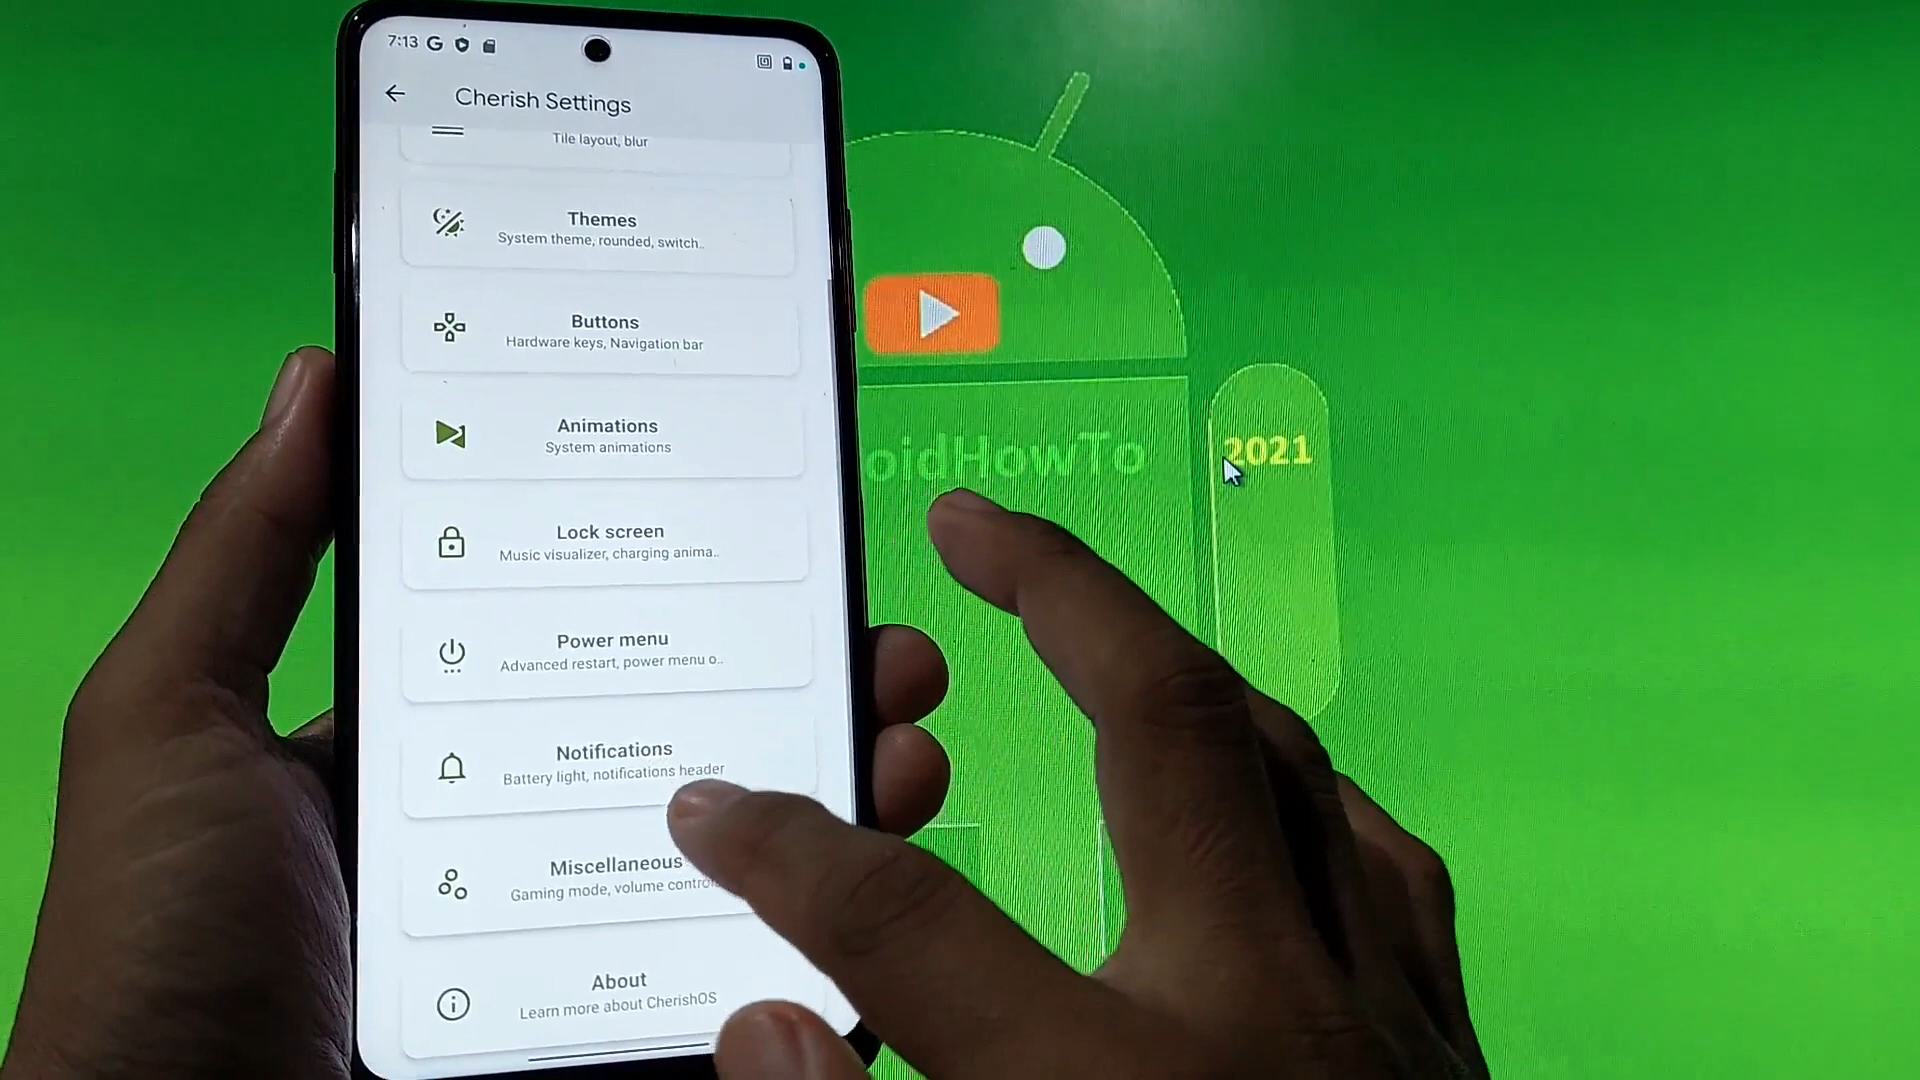 7:13
Cherish Settings
Tile layout, blur
Themes
System theme, rounded, switch..
Buttons
Hardware keys, Navigation bar
Animations
System animations
Lock screen
Music visualizer, charging anima..
Power menu
Advanced restart, power menu o..
Notifications
Battery light, notifications header
Miscellaneous
Gaming mode, volume control
About
Learn more about CherishOS
oidHowTo
2021